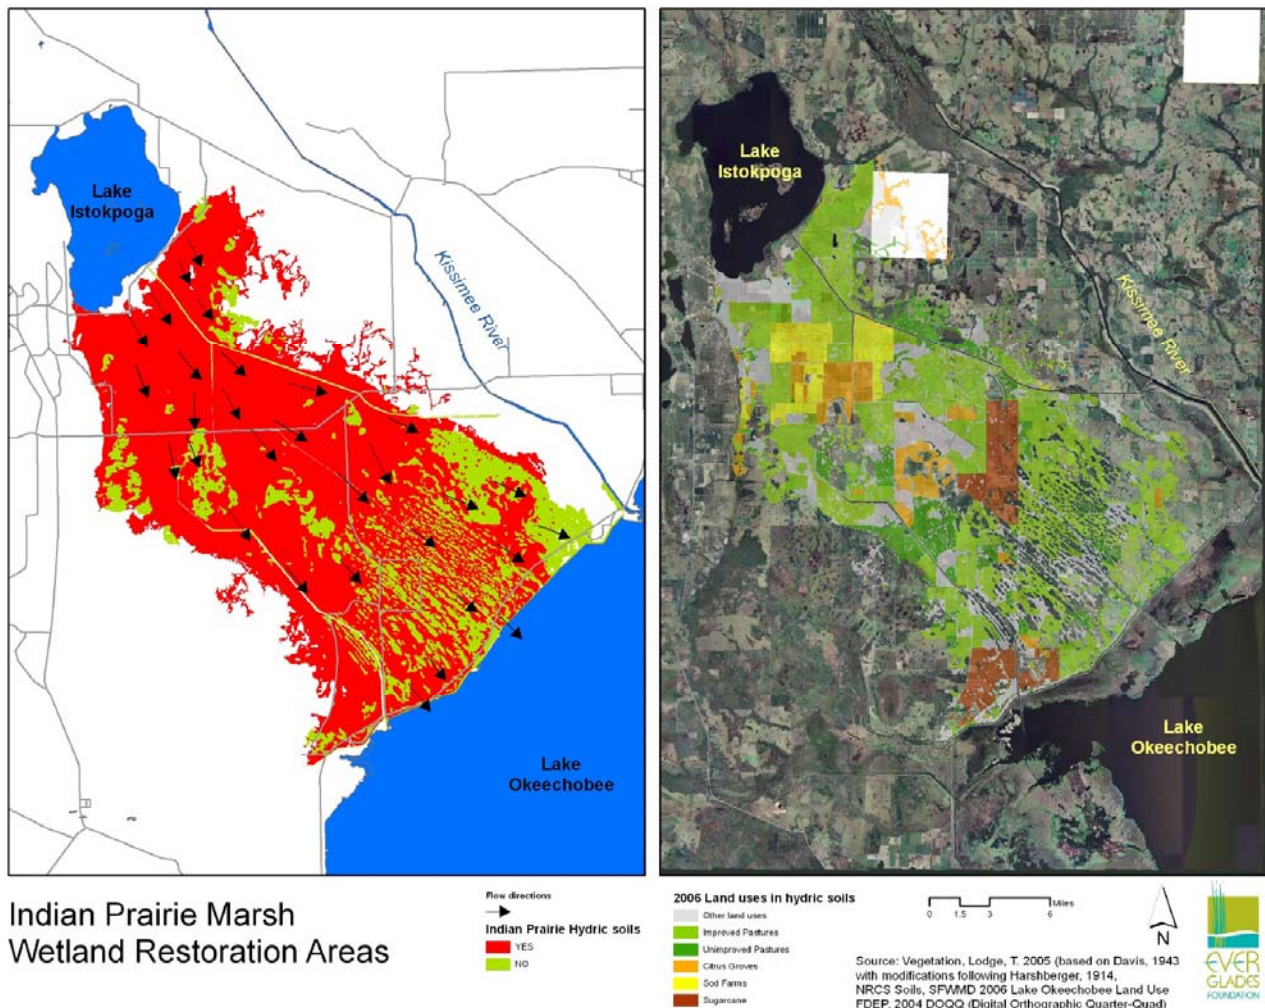 Lake
Istokpoga
Kissimee River
Lake
Okeechobee
Lake
Istokpoga
Kissimee River
Lake
Okeechobee
Indian Prairie Marsh
Wetland Restoration Areas
Flow directions
Indian Prairie Hydric soils
YES
NO
2006 Land uses in hydric soils
Other land uses
Improved Pastures
Unimproved Pastures
Citrus Groves
Sod Farms
Sugarcane
0 1.5 3 6 Miles
N
Source: Vegetation, Lodge, T. 2005 (based on Davis, 1943
with modifications following Harshberger, 1914,
NRCS Soils, SFWMD 2006 Lake Okeechobee Land Use
FDEP, 2004 DOQQ (Digital Orthographic Quarter-Quad)
EVER
GLADES
FOUNDATION